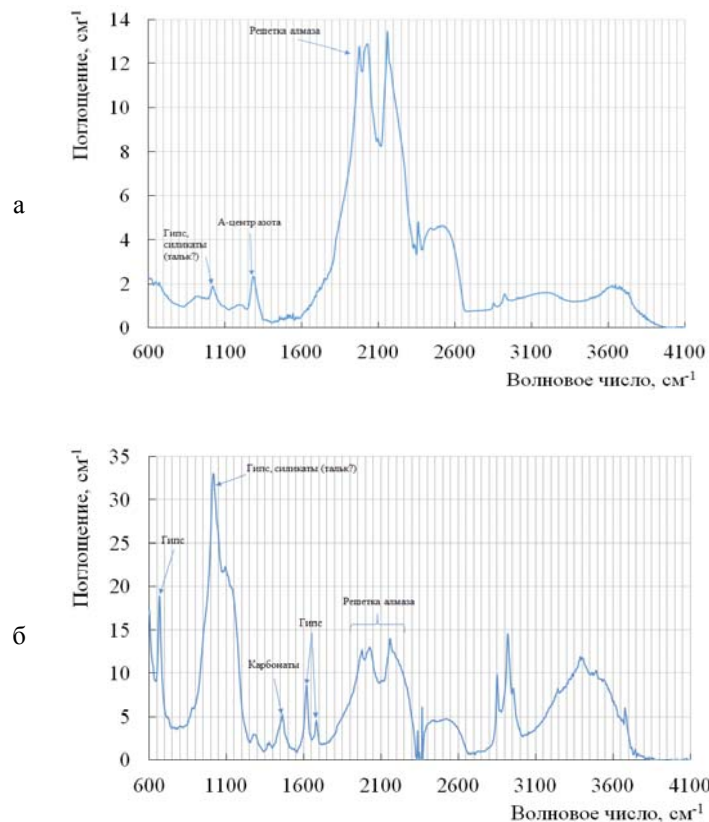 а
Поглощение, см-1
14
12
10
8
6
4
2
0
Решетка алмаза
А-центр азота
Гипс,
силикаты
(тальк?)
600 1100 1600 2100 2600 3100 3600 4100
Волновое число, см-1
б
Поглощение, см-1
35
30
25
20
15
10
5
0
Гипс, силикаты (тальк?)
Гипс
Решетка алмаза
Гипс
Карбонаты
600 1100 1600 2100 2600 3100 3600 4100
Волновое число, см-1